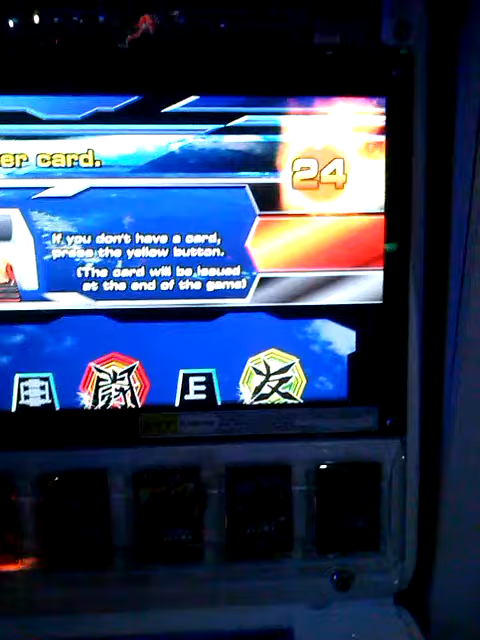 er card.
24
If you don't have a card,
press the yellow button.
(The card will be issued
at the end of the game)
闘 上 友